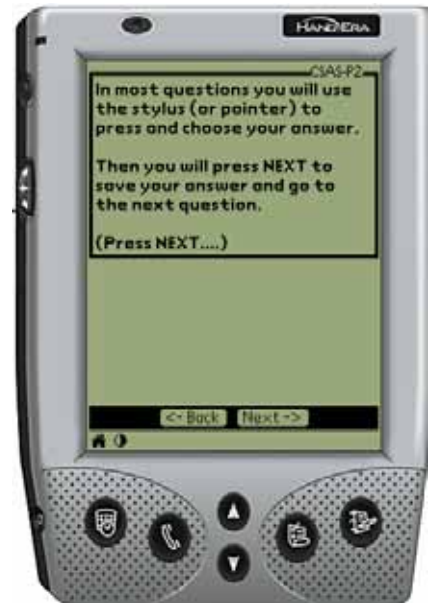 HANDERA
CSAS-P2
In most questions you will use
the stylus (or pointer) to
press and choose your answer.
Then you will press NEXT to
save your answer and go to
the next question.
(Press NEXT....)
<- Back Next ->